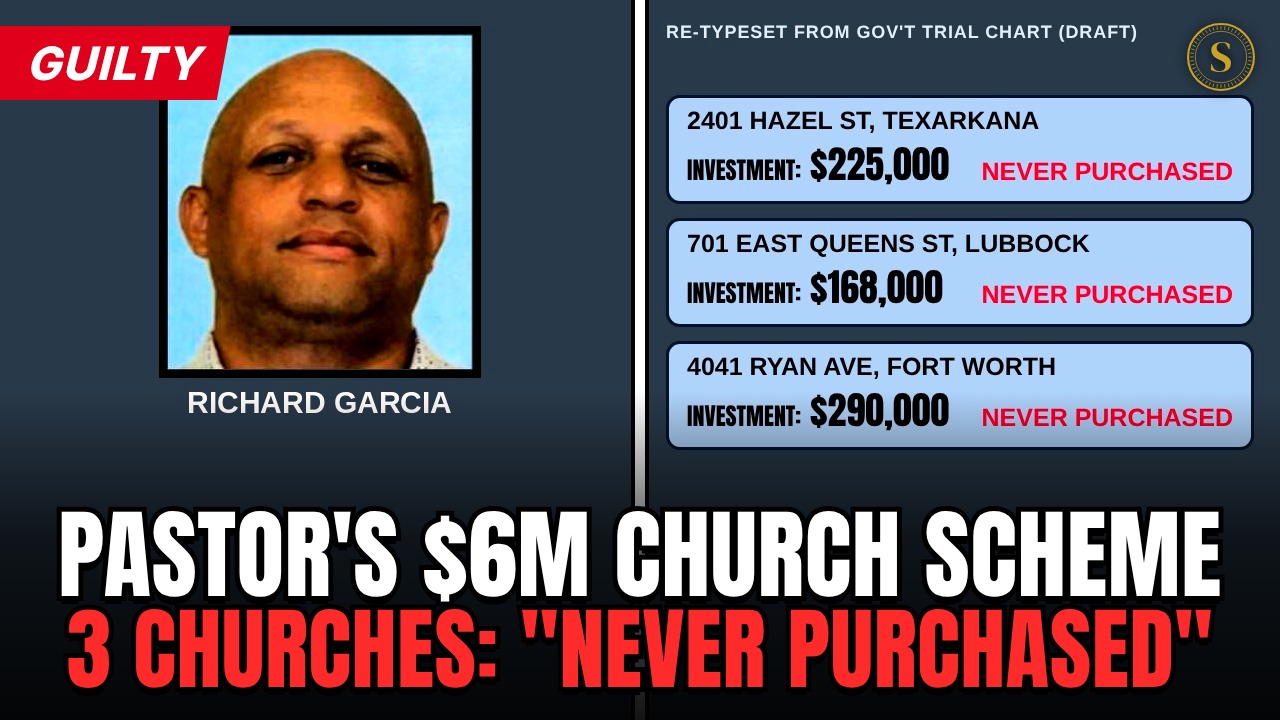 GUILTY
RICHARD GARCIA
RE-TYPESET FROM GOV'T TRIAL CHART (DRAFT)
S
2401 HAZEL ST, TEXARKANA
INVESTMENT: $225,000 NEVER PURCHASED
701 EAST QUEENS ST, LUBBOCK
INVESTMENT: $168,000 NEVER PURCHASED
4041 RYAN AVE, FORT WORTH
INVESTMENT: $290,000 NEVER PURCHASED
PASTOR'S $6M CHURCH SCHEME
3 CHURCHES: "NEVER PURCHASED"